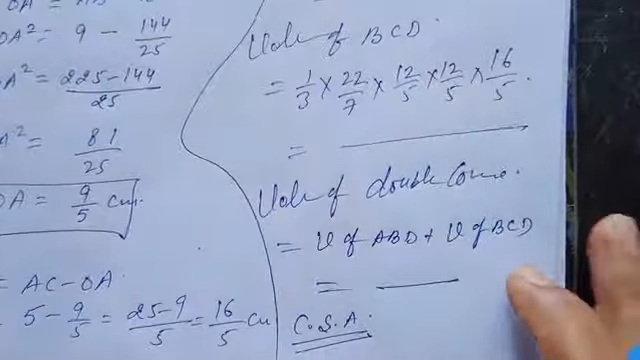 OA² = 9 - 144/25
A² = 225-144/25
² = 81/25
OA = 9/5 cm.
= AC-OA
5 - 9/5 = 25-9/5 = 16/5 cm
Vol. of BCD.
= 1/3 × 22/7 × 12/5 × 12/5 × 16/5.
=
Vol. of double Cone.
= V of ABD + V of BCD
=
C.S.A.